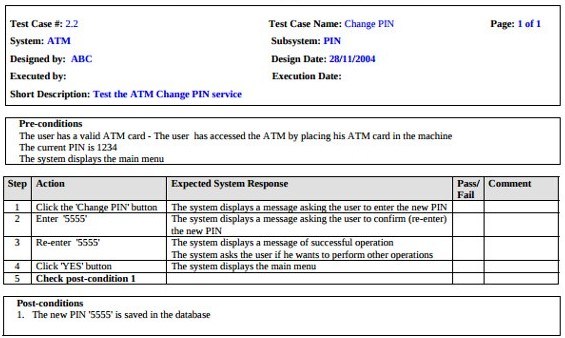 Test Case #: 2.2 Test Case Name: Change PIN Page: 1 of 1
System: ATM Subsystem: PIN
Designed by: ABC Design Date: 28/11/2004
Executed by: Execution Date:
Short Description: Test the ATM Change PIN service
Pre-conditions
The user has a valid ATM card - The user has accessed the ATM by placing his ATM card in the machine
The current PIN is 1234
The system displays the main menu
Step Action Expected System Response Pass/ Comment
Fail
1 Click the 'Change PIN' button The system displays a message asking the user to enter the new PIN
2 Enter '5555' The system displays a message asking the user to confirm (re-enter)
the new PIN
3 Re-enter '5555' The system displays a message of successful operation
The system asks the user if he wants to perform other operations
4 Click 'YES' button The system displays the main menu
5 Check post-condition 1
Post-conditions
1. The new PIN '5555' is saved in the database